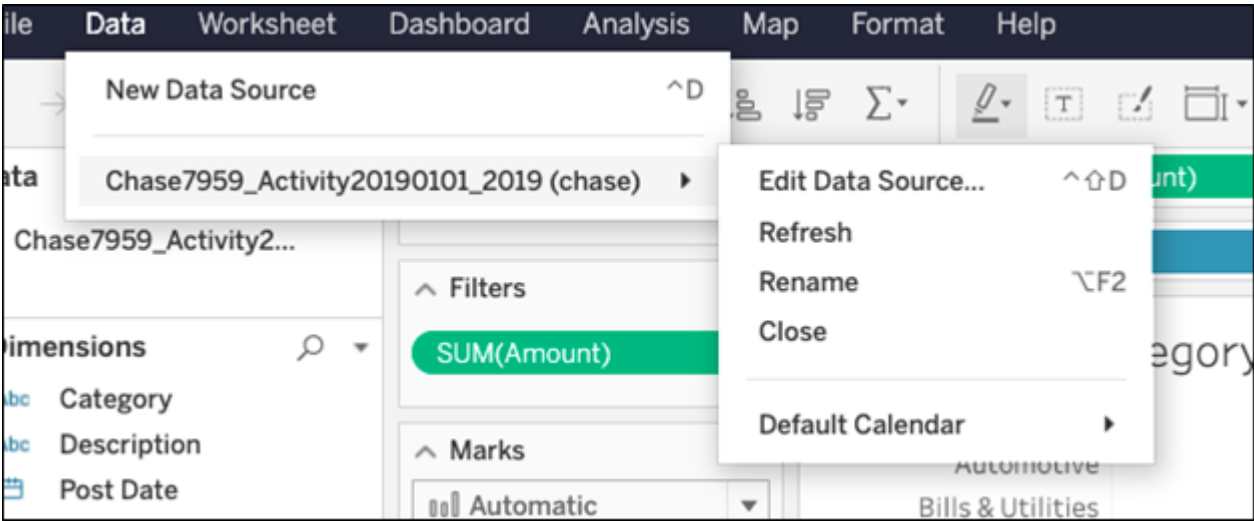 ile Data Worksheet Dashboard Analysis Map Format Help
New Data Source ^D
Chase7959_Activity20190101_2019 (chase)
Edit Data Source... ^⇧D
Refresh
Rename ⌥F2
Close
Default Calendar
ata
Chase7959_Activity2...
Dimensions
Abc Category
Abc Description
Post Date
Filters
SUM(Amount)
Marks
Automatic
unt)
egory
Automotive
Bills & Utilities